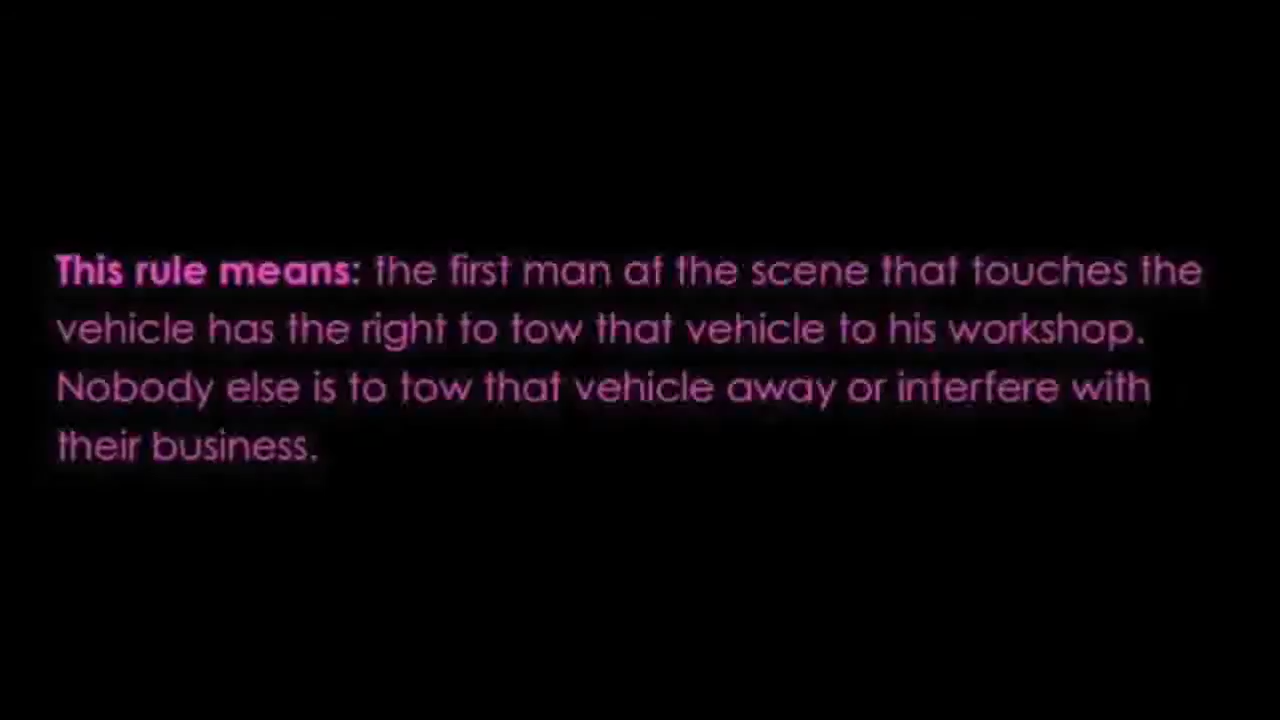 This rule means: the first man at the scene that touches the
vehicle has the right to tow that vehicle to his workshop.
Nobody else is to tow that vehicle away or interfere with
their business.